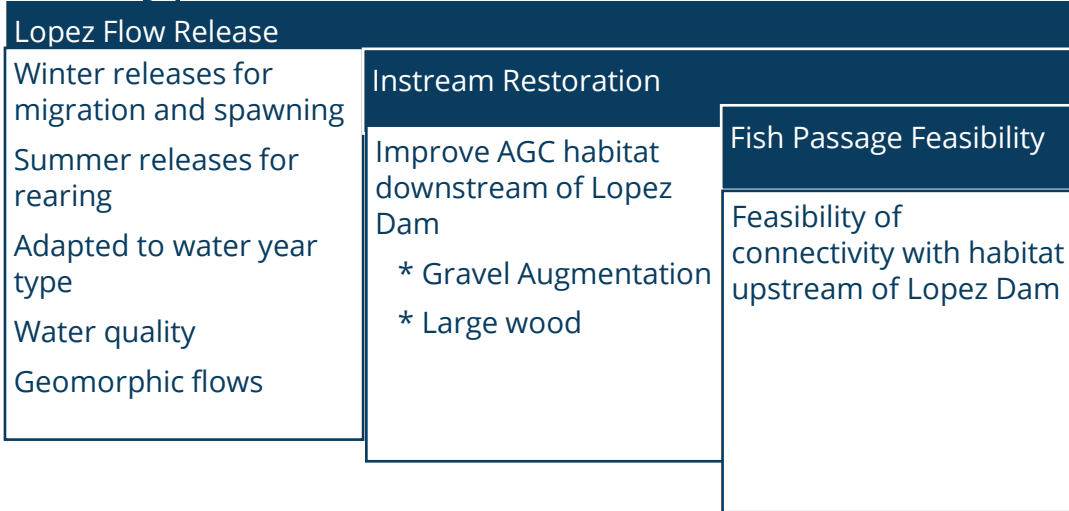 Lopez Flow Release
Winter releases for
migration and spawning
Summer releases for
rearing
Adapted to water year
type
Water quality
Geomorphic flows
Instream Restoration
Improve AGC habitat
downstream of Lopez
Dam
* Gravel Augmentation
* Large wood
Fish Passage Feasibility
Feasibility of
connectivity with habitat
upstream of Lopez Dam